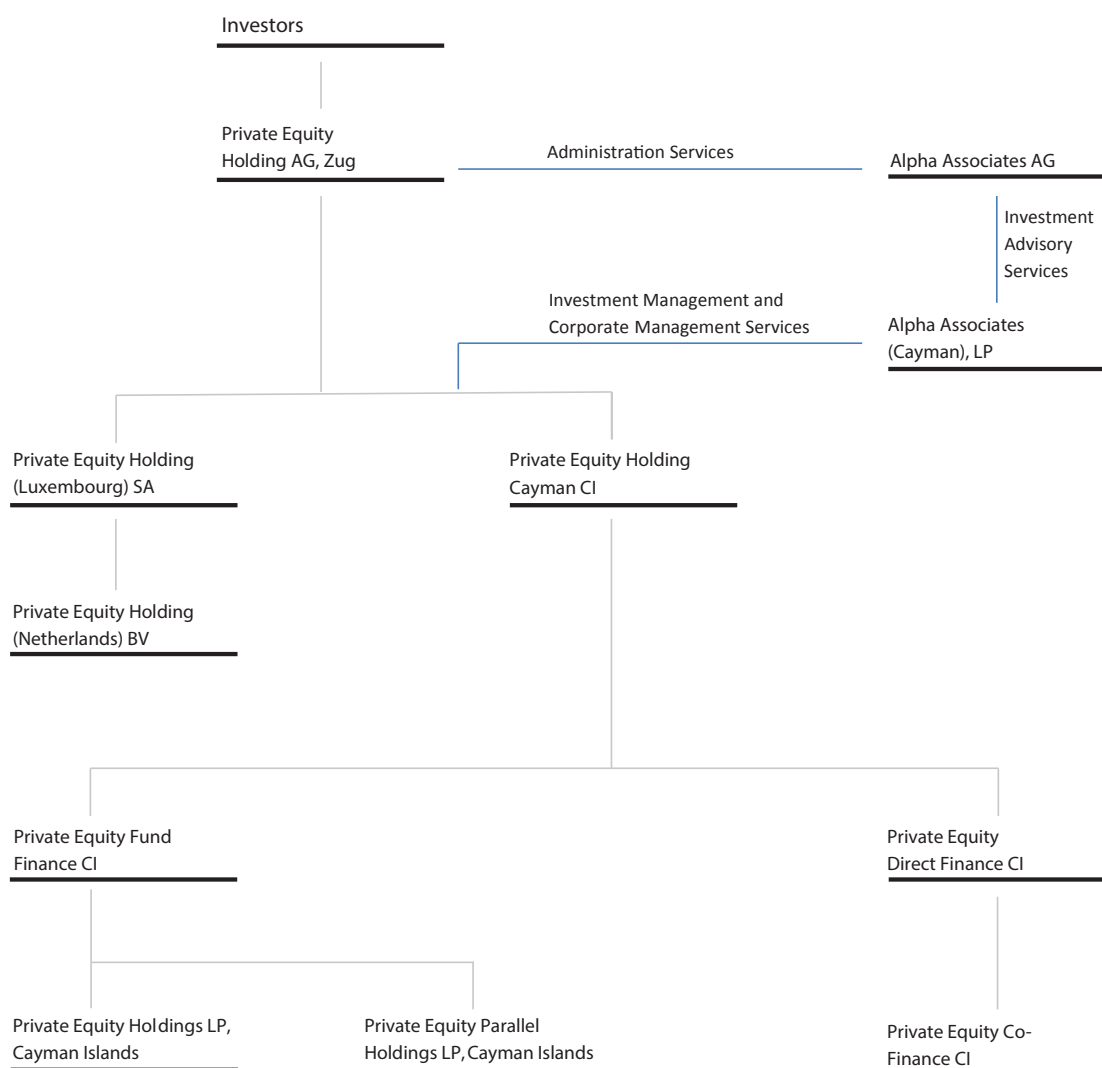 Investors
Private Equity
Holding AG, Zug
Administration Services
Alpha Associates AG
Investment
Advisory
Services
Investment Management and
Corporate Management Services
Alpha Associates
(Cayman), LP
Private Equity Holding
(Luxembourg) SA
Private Equity Holding
Cayman CI
Private Equity Holding
(Netherlands) BV
Private Equity Fund
Finance CI
Private Equity
Direct Finance CI
Private Equity Holdings LP,
Cayman Islands
Private Equity Parallel
Holdings LP, Cayman Islands
Private Equity Co-
Finance CI